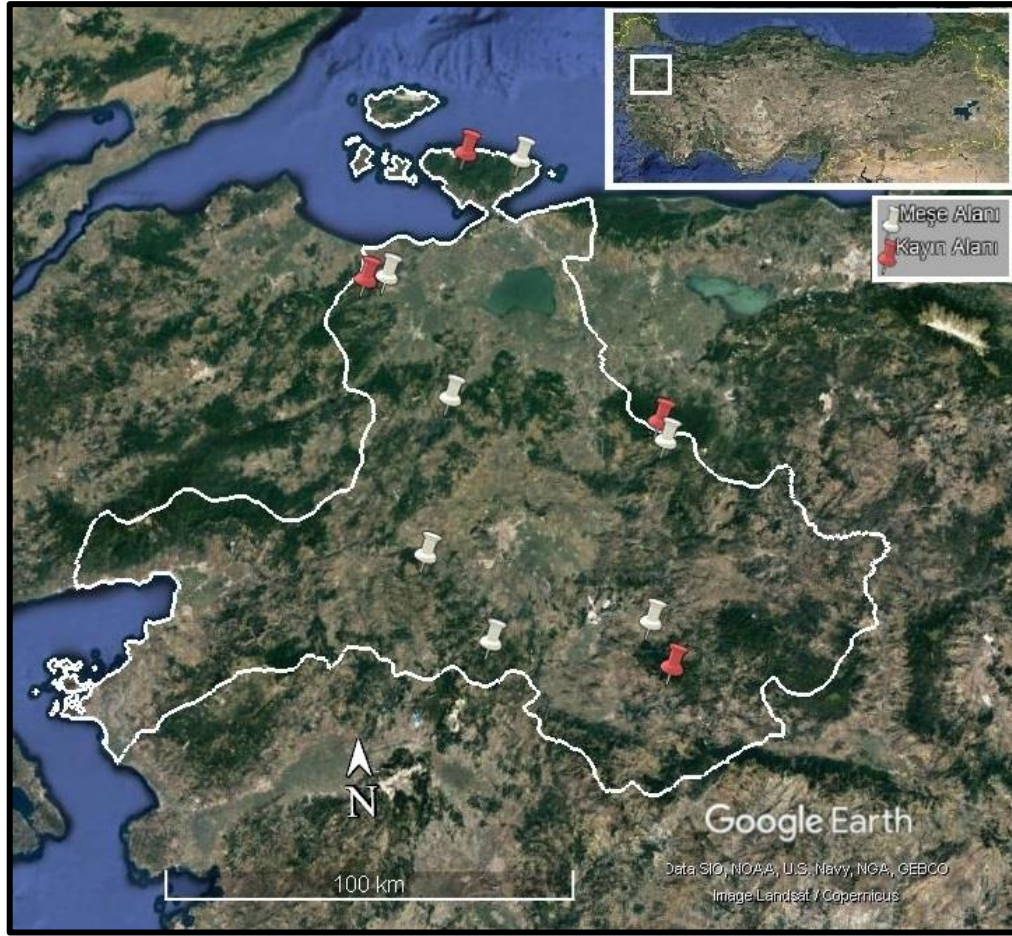 Meşe Alanı
Kayın Alanı
N
Google Earth
Data SIO, NOAA, U.S. Navy, NGA, GEBCO
Image Landsat / Copernicus
100 km